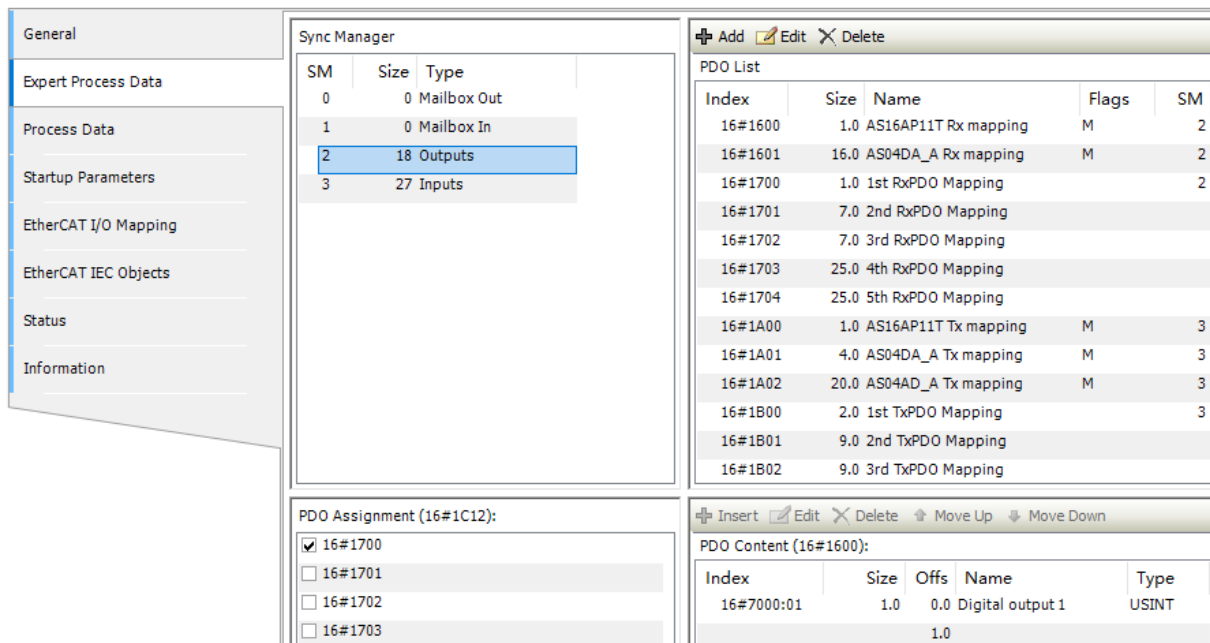 General
Expert Process Data
Process Data
Startup Parameters
EtherCAT I/O Mapping
EtherCAT IEC Objects
Status
Information
Sync Manager
SM Size Type
0 0 Mailbox Out
1 0 Mailbox In
2 18 Outputs
3 27 Inputs
Add Edit Delete
PDO List
Index Size Name Flags SM
16#1600 1.0 AS16AP11T Rx mapping M 2
16#1601 16.0 AS04DA_A Rx mapping M 2
16#1700 1.0 1st RxPDO Mapping 2
16#1701 7.0 2nd RxPDO Mapping
16#1702 7.0 3rd RxPDO Mapping
16#1703 25.0 4th RxPDO Mapping
16#1704 25.0 5th RxPDO Mapping
16#1A00 1.0 AS16AP11T Tx mapping M 3
16#1A01 4.0 AS04DA_A Tx mapping M 3
16#1A02 20.0 AS04AD_A Tx mapping M 3
16#1B00 2.0 1st TxPDO Mapping 3
16#1B01 9.0 2nd TxPDO Mapping
16#1B02 9.0 3rd TxPDO Mapping
PDO Assignment (16#1C12):
16#1700
16#1701
16#1702
16#1703
Insert Edit Delete Move Up Move Down
PDO Content (16#1600):
Index Size Offs Name Type
16#7000:01 1.0 0.0 Digital output 1 USINT
1.0